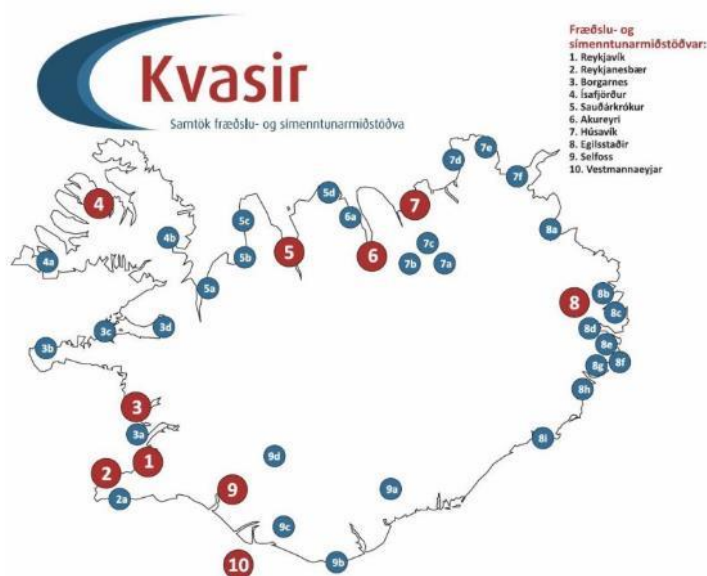 Kvasir
Samtök fræðslu- og símenntunarmiðstöðva
Fræðslu- og
símenntunarmiðstöðvar:
1. Reykjavík
2. Reykjanesbær
3. Borgarnes
4. Ísafjörður
5. Sauðárkrókur
6. Akureyri
7. Húsavík
8. Egilsstaðir
9. Selfoss
10. Vestmannaeyjar
7e
7d
7f
4
5d
7
5c
6a
8a
4b
7c
5
6
5b
4a
7b
7a
5a
8b
8
8c
3d
3c
8d
3b
8e
8f
8g
8h
3
3a
8i
9d
1
2
9
9a
2a
9c
9b
10